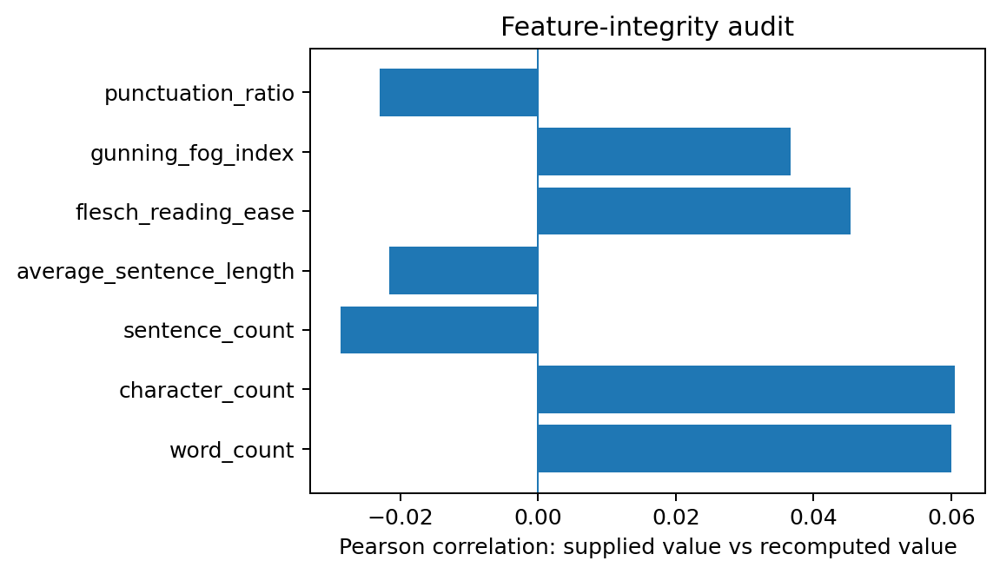 Feature-integrity audit
punctuation_ratio
gunning_fog_index
flesch_reading_ease
average_sentence_length
sentence_count
character_count
word_count
−0.02 0.00 0.02 0.04 0.06
Pearson correlation: supplied value vs recomputed value